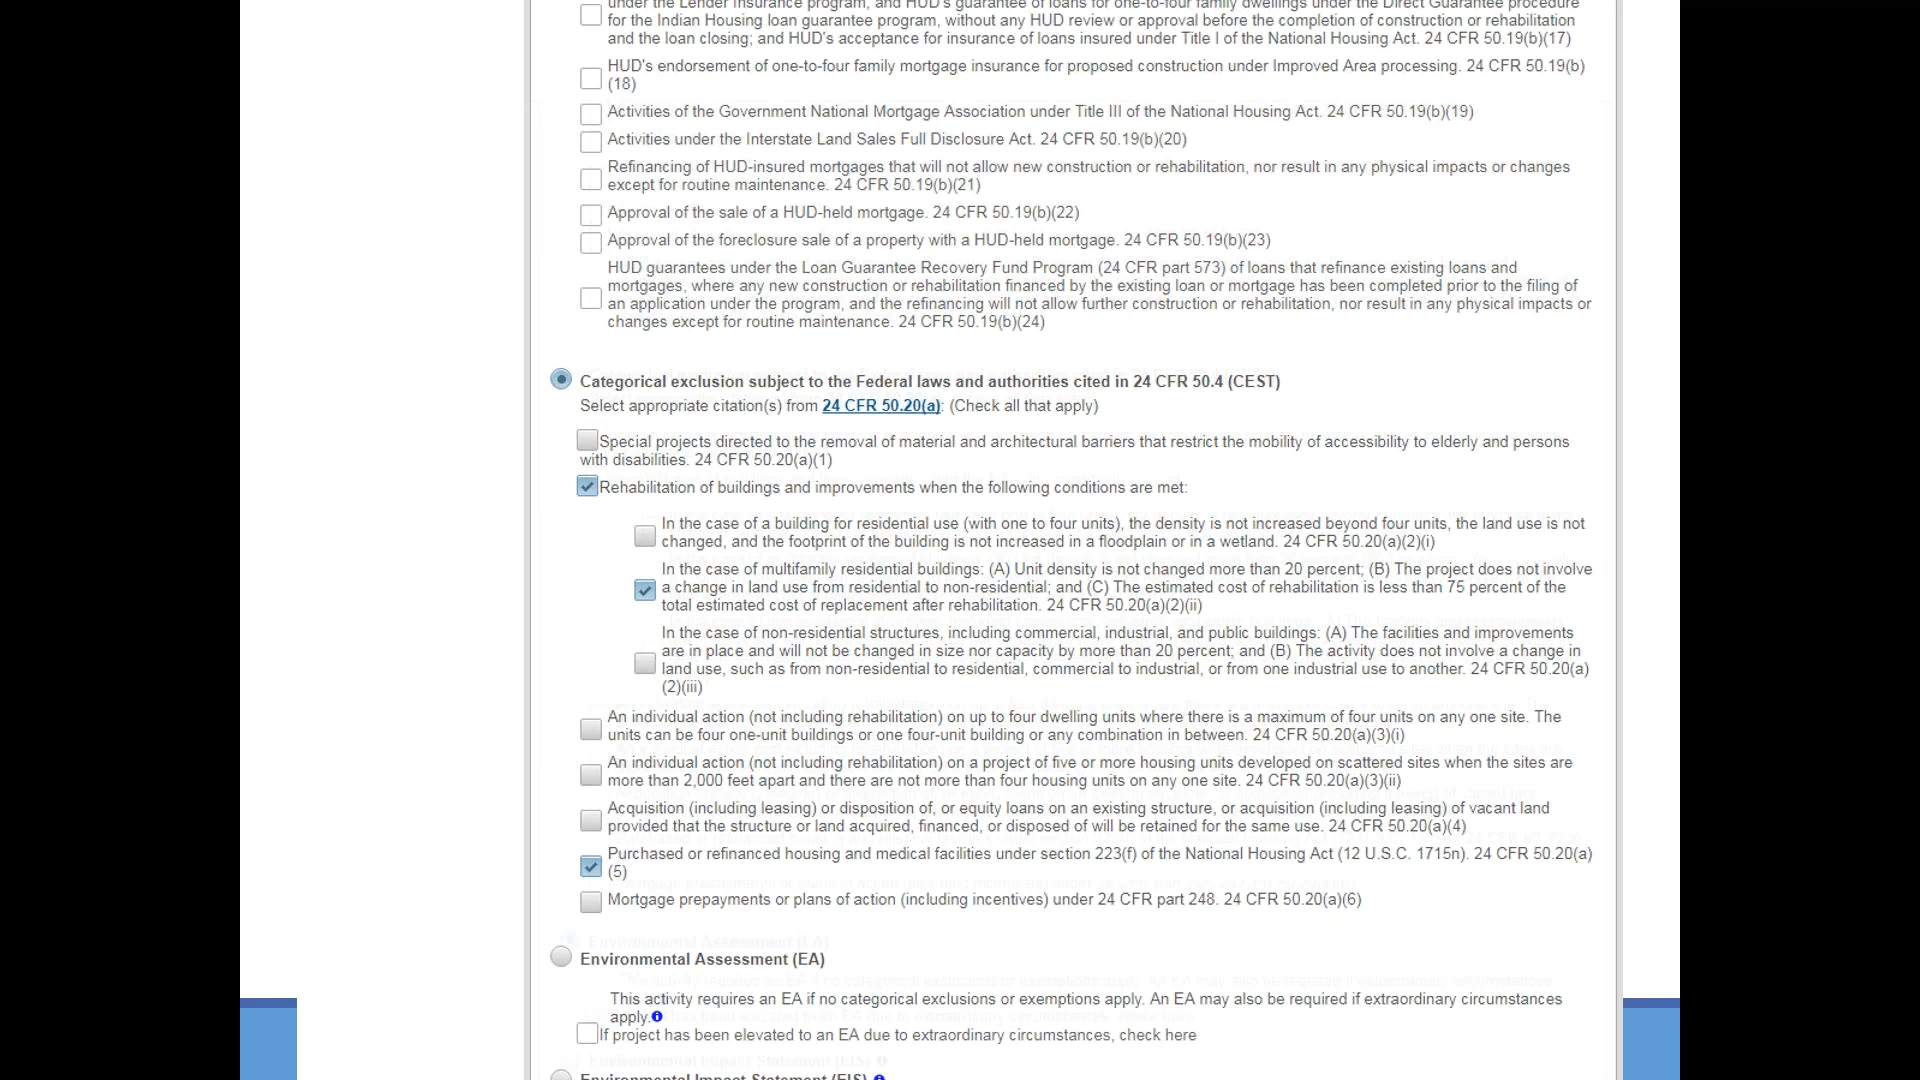 under the Lender Insurance program, and HUD's guarantee of loans for one-to-four family dwellings under the Direct Guarantee procedure
for the Indian Housing loan guarantee program, without any HUD review or approval before the completion of construction or rehabilitation
and the loan closing; and HUD's acceptance for insurance of loans insured under Title I of the National Housing Act. 24 CFR 50.19(b)(17)
HUD's endorsement of one-to-four family mortgage insurance for proposed construction under Improved Area processing. 24 CFR 50.19(b)
(18)
Activities of the Government National Mortgage Association under Title III of the National Housing Act. 24 CFR 50.19(b)(19)
Activities under the Interstate Land Sales Full Disclosure Act. 24 CFR 50.19(b)(20)
Refinancing of HUD-insured mortgages that will not allow new construction or rehabilitation, nor result in any physical impacts or changes
except for routine maintenance. 24 CFR 50.19(b)(21)
Approval of the sale of a HUD-held mortgage. 24 CFR 50.19(b)(22)
Approval of the foreclosure sale of a property with a HUD-held mortgage. 24 CFR 50.19(b)(23)
HUD guarantees under the Loan Guarantee Recovery Fund Program (24 CFR part 573) of loans that refinance existing loans and
mortgages, where any new construction or rehabilitation financed by the existing loan or mortgage has been completed prior to the filing of
an application under the program, and the refinancing will not allow further construction or rehabilitation, nor result in any physical impacts or
changes except for routine maintenance. 24 CFR 50.19(b)(24)
Categorical exclusion subject to the Federal laws and authorities cited in 24 CFR 50.4 (CEST)
Select appropriate citation(s) from 24 CFR 50.20(a): (Check all that apply)
Special projects directed to the removal of material and architectural barriers that restrict the mobility of accessibility to elderly and persons
with disabilities. 24 CFR 50.20(a)(1)
Rehabilitation of buildings and improvements when the following conditions are met:
In the case of a building for residential use (with one to four units), the density is not increased beyond four units, the land use is not
changed, and the footprint of the building is not increased in a floodplain or in a wetland. 24 CFR 50.20(a)(2)(i)
In the case of multifamily residential buildings: (A) Unit density is not changed more than 20 percent; (B) The project does not involve
a change in land use from residential to non-residential; and (C) The estimated cost of rehabilitation is less than 75 percent of the
total estimated cost of replacement after rehabilitation. 24 CFR 50.20(a)(2)(ii)
In the case of non-residential structures, including commercial, industrial, and public buildings: (A) The facilities and improvements
are in place and will not be changed in size nor capacity by more than 20 percent; and (B) The activity does not involve a change in
land use, such as from non-residential to residential, commercial to industrial, or from one industrial use to another. 24 CFR 50.20(a)
(2)(iii)
An individual action (not including rehabilitation) on up to four dwelling units where there is a maximum of four units on any one site. The
units can be four one-unit buildings or one four-unit building or any combination in between. 24 CFR 50.20(a)(3)(i)
An individual action (not including rehabilitation) on a project of five or more housing units developed on scattered sites when the sites are
more than 2,000 feet apart and there are not more than four housing units on any one site. 24 CFR 50.20(a)(3)(ii)
Acquisition (including leasing) or disposition of, or equity loans on an existing structure, or acquisition (including leasing) of vacant land
provided that the structure or land acquired, financed, or disposed of will be retained for the same use. 24 CFR 50.20(a)(4)
Purchased or refinanced housing and medical facilities under section 223(f) of the National Housing Act (12 U.S.C. 1715n). 24 CFR 50.20(a)
(5)
Mortgage prepayments or plans of action (including incentives) under 24 CFR part 248. 24 CFR 50.20(a)(6)
Environmental Assessment (EA)
This activity requires an EA if no categorical exclusions or exemptions apply. An EA may also be required if extraordinary circumstances
apply.
If project has been elevated to an EA due to extraordinary circumstances, check here
Environmental Impact Statement (EIS)